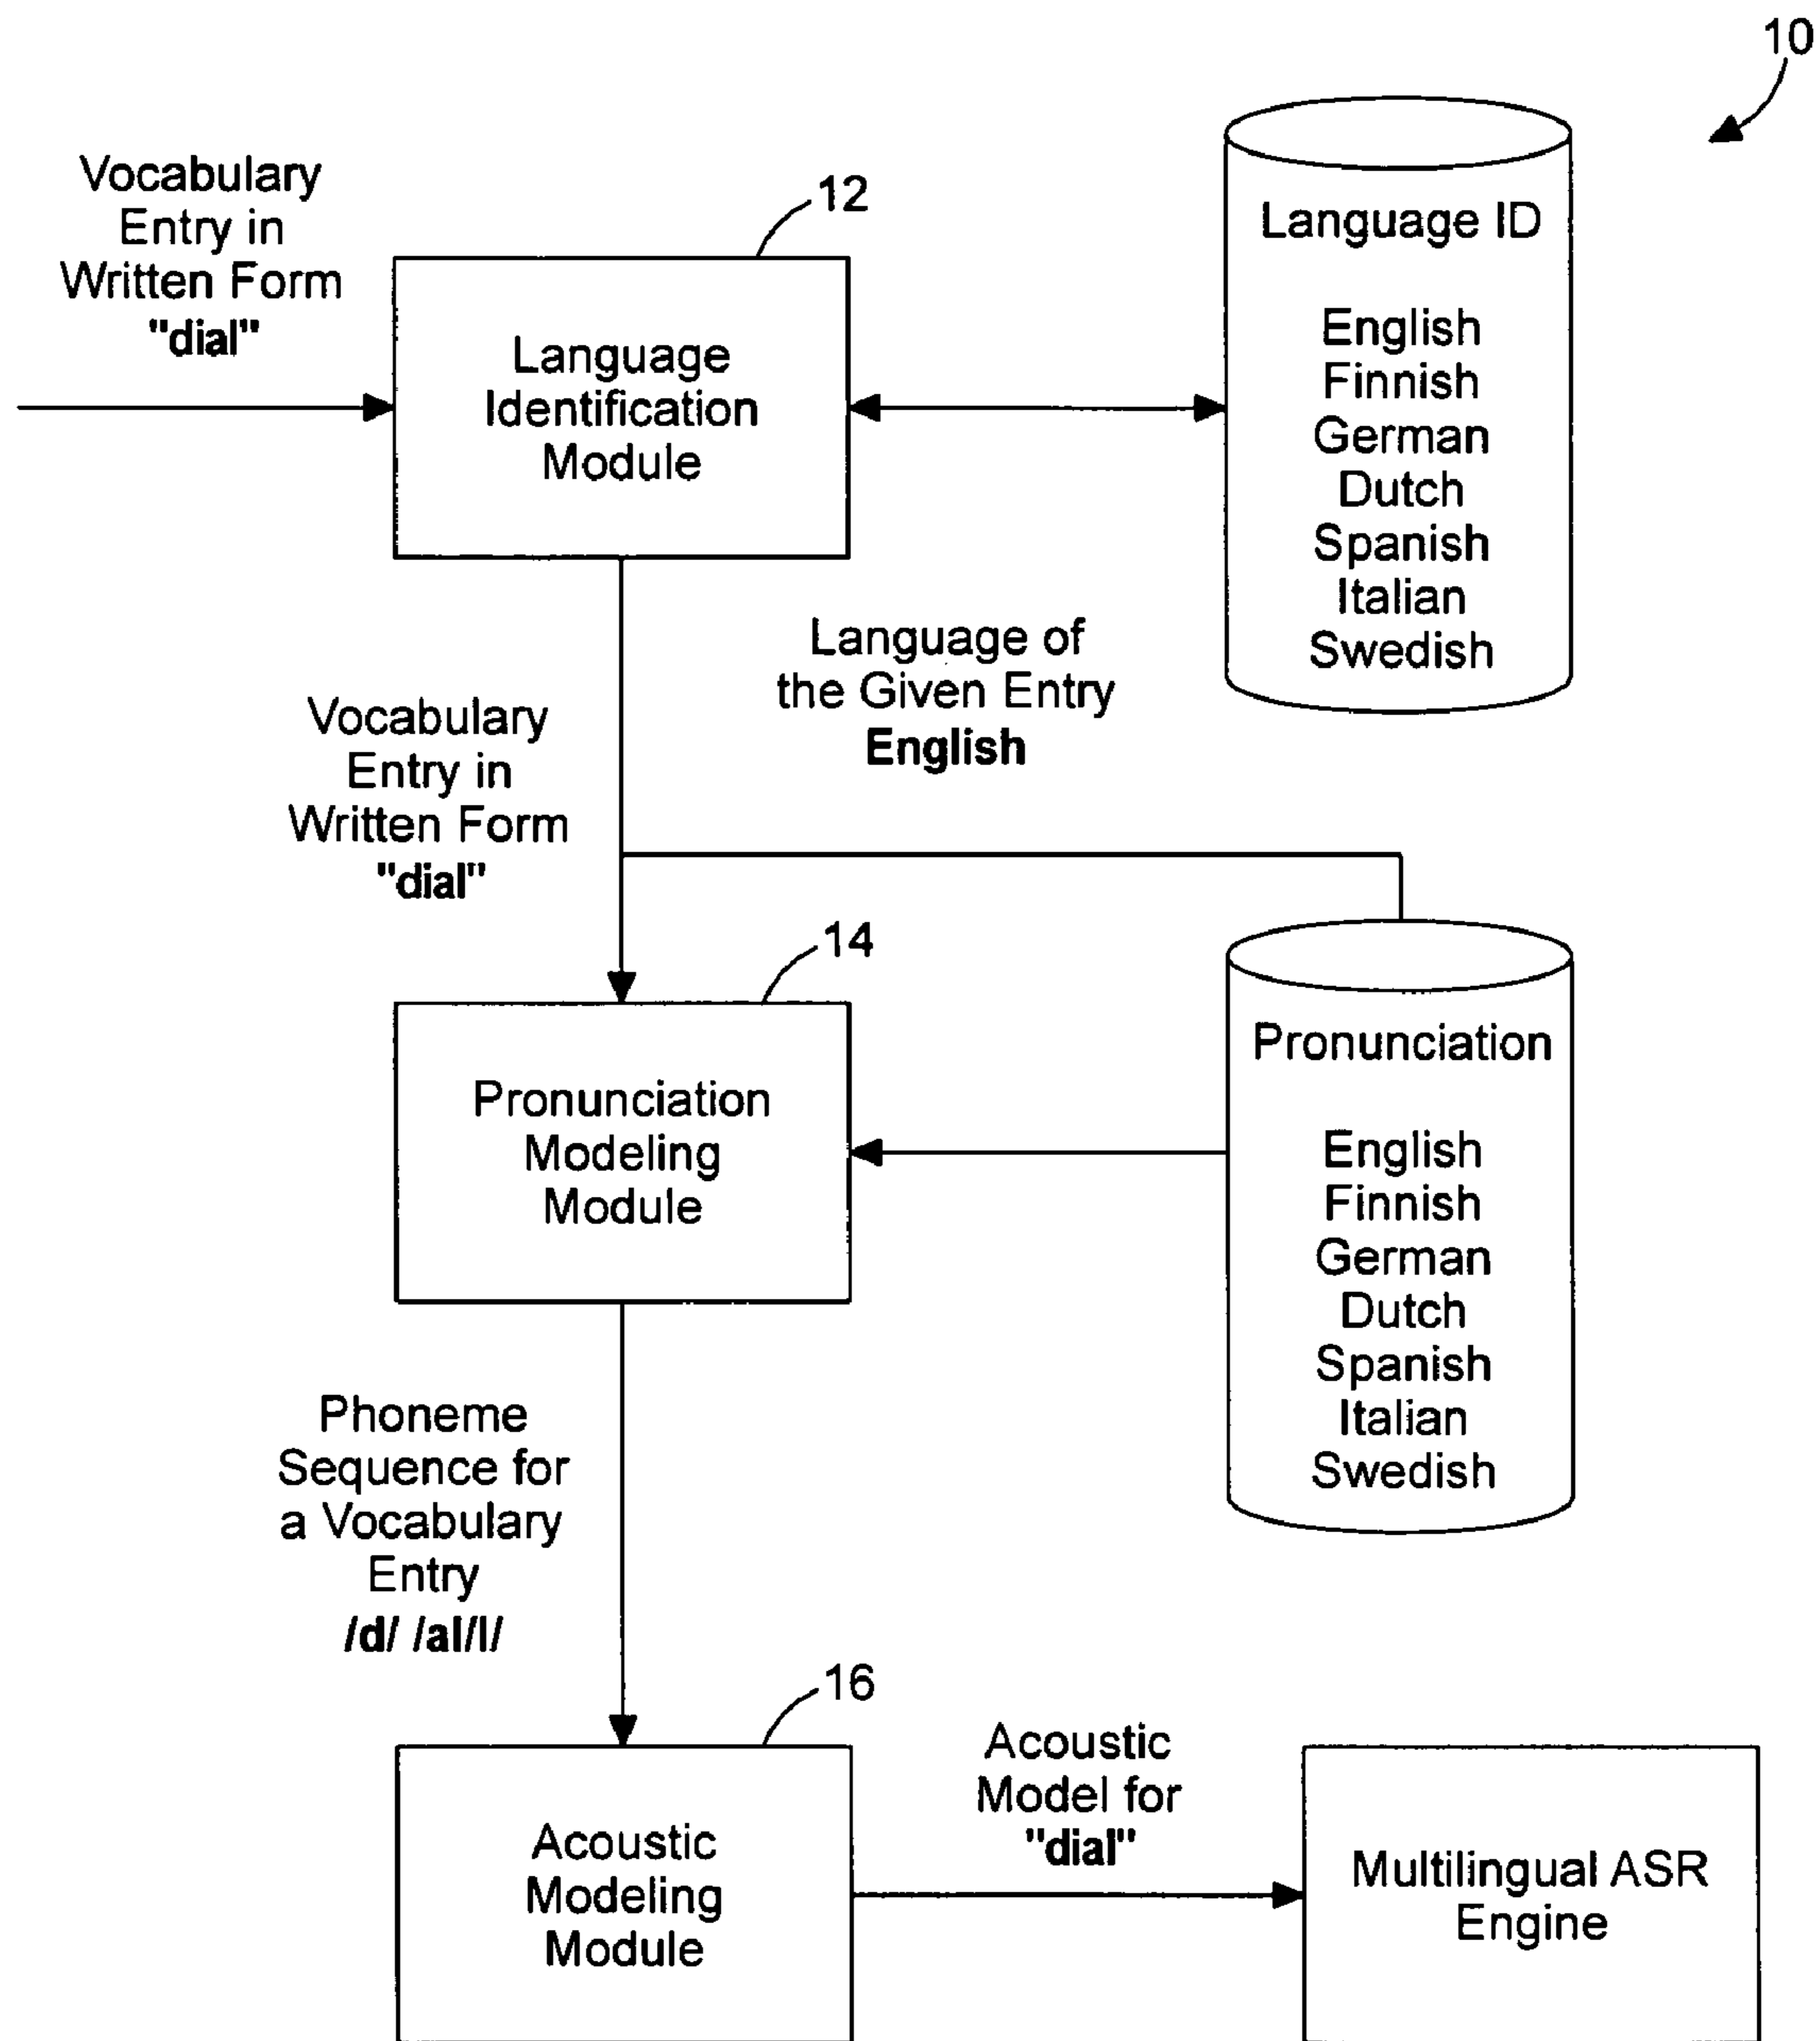 10
Vocabulary
Entry in
Written Form
"dial"
12
Language
Identification
Module
Language ID
English
Finnish
German
Dutch
Spanish
Italian
Swedish
Language of
the Given Entry
English
Vocabulary
Entry in
Written Form
"dial"
14
Pronunciation
Modeling
Module
Pronunciation
English
Finnish
German
Dutch
Spanish
Italian
Swedish
Phoneme
Sequence for
a Vocabulary
Entry
/d/ /al/l/
16
Acoustic
Modeling
Module
Acoustic
Model for
"dial"
Multilingual ASR
Engine